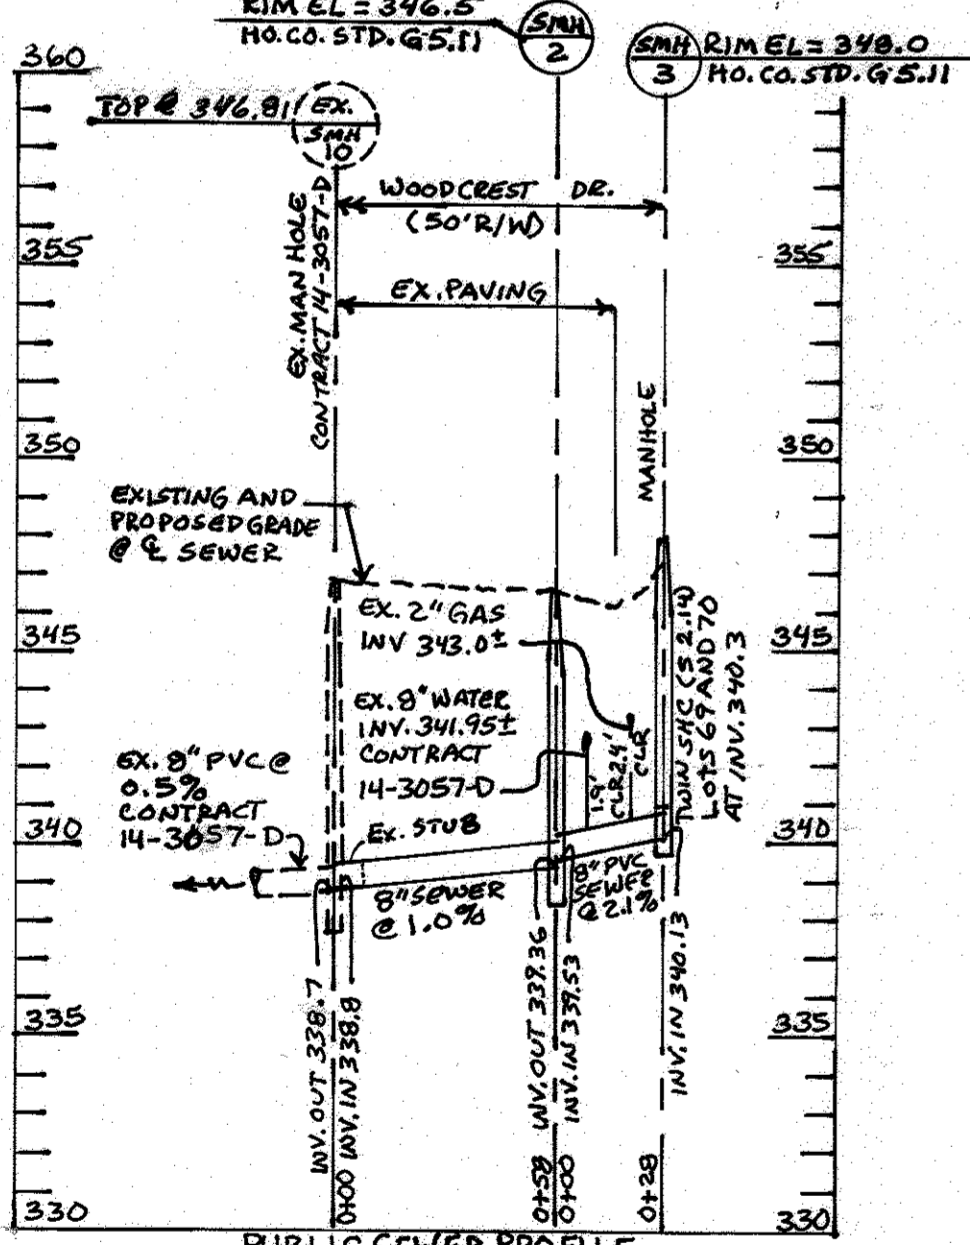 RIM EL = 346.5
HO. CO. STD. G5.11
SMH
2
SMH
3
RIM EL = 348.0
HO. CO. STD. G5.11
360
TOP @ 346.81
EX.
SMH
10
WOODCREST DR.
(50' R/W)
EX. MAN HOLE
CONTRACT 14-3057-D
355
355
EX. PAVING
350
350
MANHOLE
EXISTING AND
PROPOSED GRADE
@ ℄ SEWER
345
345
EX. 2" GAS
INV 343.0±
EX. 8" WATER
INV. 341.95±
CONTRACT
14-3057-D
1.9'
CLR
2.4'
CLR
TWIN SHC (S 2.14)
LOTS 69 AND 70
AT INV. 340.3
EX. 8" PVC @
0.5%
CONTRACT
14-3057-D
340
340
EX. STUB
8" SEWER
@ 1.0%
8" PVC
SEWER
@ 2.1%
335
335
INV. OUT 338.7
0+00 INV. IN 338.8
0+58 INV. OUT 339.36
0+00 INV. IN 339.53
0+28
INV. IN 340.13
330
330
PUBLIC SEWER PROFILE